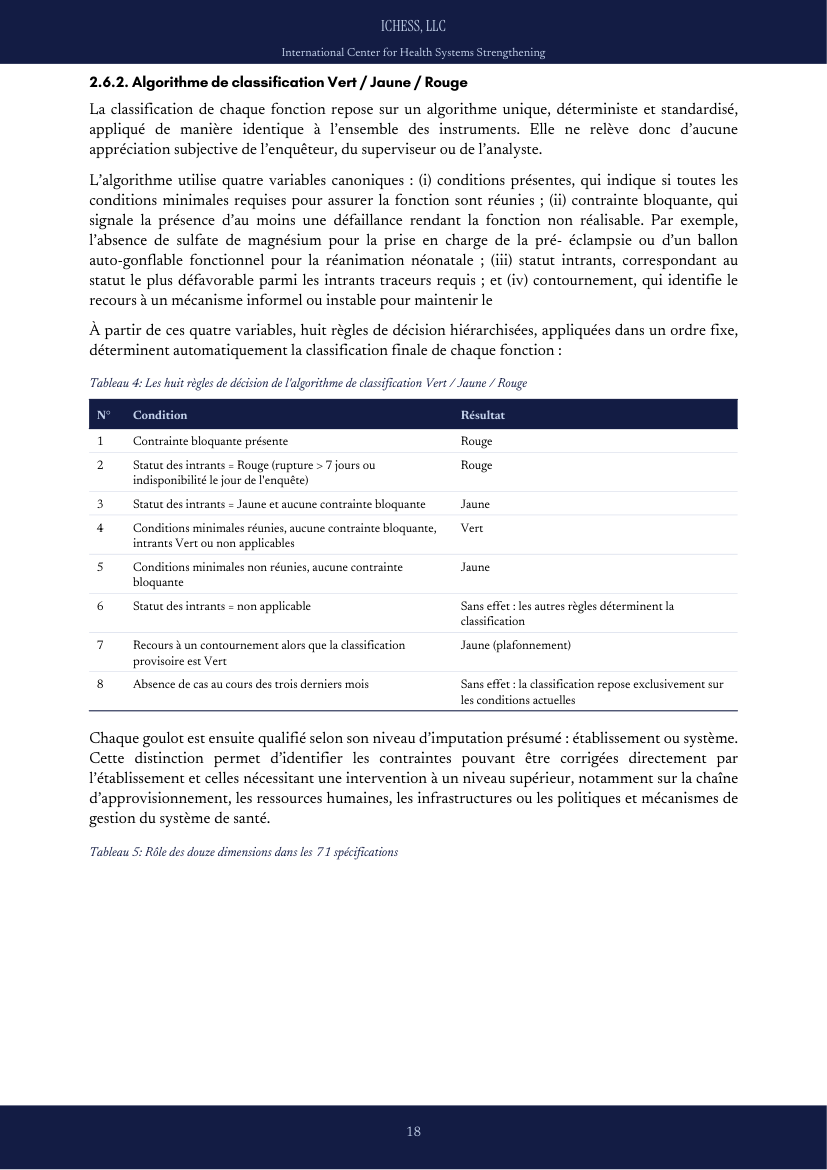 ICHESS, LLC
International Center for Health Systems Strengthening
2.6.2. Algorithme de classification Vert / Jaune / Rouge
La classification de chaque fonction repose sur un algorithme unique, déterministe et standardisé,
appliqué de manière identique à l’ensemble des instruments. Elle ne relève donc d’aucune
appréciation subjective de l’enquêteur, du superviseur ou de l’analyste.
L’algorithme utilise quatre variables canoniques : (i) conditions présentes, qui indique si toutes les
conditions minimales requises pour assurer la fonction sont réunies ; (ii) contrainte bloquante, qui
signale la présence d’au moins une défaillance rendant la fonction non réalisable. Par exemple,
l’absence de sulfate de magnésium pour la prise en charge de la pré- éclampsie ou d’un ballon
auto-gonflable fonctionnel pour la réanimation néonatale ; (iii) statut intrants, correspondant au
statut le plus défavorable parmi les intrants traceurs requis ; et (iv) contournement, qui identifie le
recours à un mécanisme informel ou instable pour maintenir le
À partir de ces quatre variables, huit règles de décision hiérarchisées, appliquées dans un ordre fixe,
déterminent automatiquement la classification finale de chaque fonction :
Tableau 4: Les huit règles de décision de l'algorithme de classification Vert / Jaune / Rouge
N° Condition Résultat
1 Contrainte bloquante présente Rouge
2 Statut des intrants = Rouge (rupture > 7 jours ou Rouge
indisponibilité le jour de l'enquête)
3 Statut des intrants = Jaune et aucune contrainte bloquante Jaune
4 Conditions minimales réunies, aucune contrainte bloquante, Vert
intrants Vert ou non applicables
5 Conditions minimales non réunies, aucune contrainte Jaune
bloquante
6 Statut des intrants = non applicable Sans effet : les autres règles déterminent la
classification
7 Recours à un contournement alors que la classification Jaune (plafonnement)
provisoire est Vert
8 Absence de cas au cours des trois derniers mois Sans effet : la classification repose exclusivement sur
les conditions actuelles
Chaque goulot est ensuite qualifié selon son niveau d’imputation présumé : établissement ou système.
Cette distinction permet d’identifier les contraintes pouvant être corrigées directement par
l’établissement et celles nécessitant une intervention à un niveau supérieur, notamment sur la chaîne
d’approvisionnement, les ressources humaines, les infrastructures ou les politiques et mécanismes de
gestion du système de santé.
Tableau 5: Rôle des douze dimensions dans les 71 spécifications
18